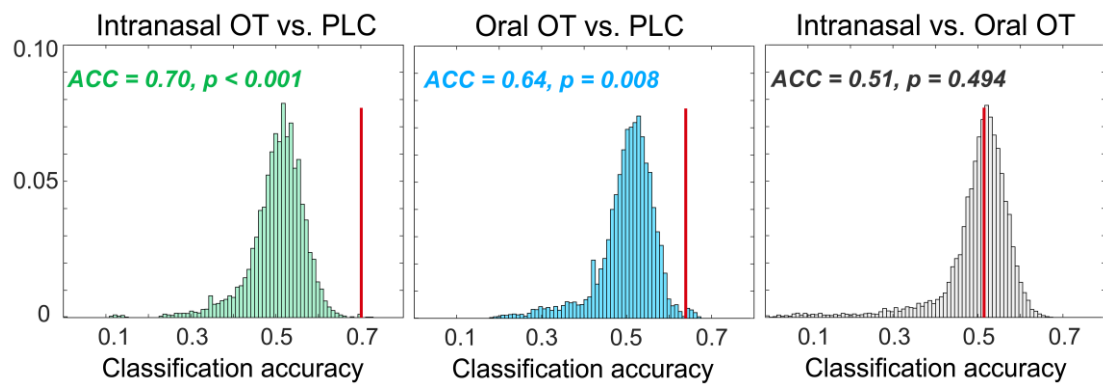 Intranasal OT vs. PLC
Oral OT vs. PLC
Intranasal vs. Oral OT
0.10
0.05
0
ACC = 0.70, p < 0.001
ACC = 0.64, p = 0.008
ACC = 0.51, p = 0.494
0.1 0.3 0.5 0.7
0.1 0.3 0.5 0.7
0.1 0.3 0.5 0.7
Classification accuracy
Classification accuracy
Classification accuracy